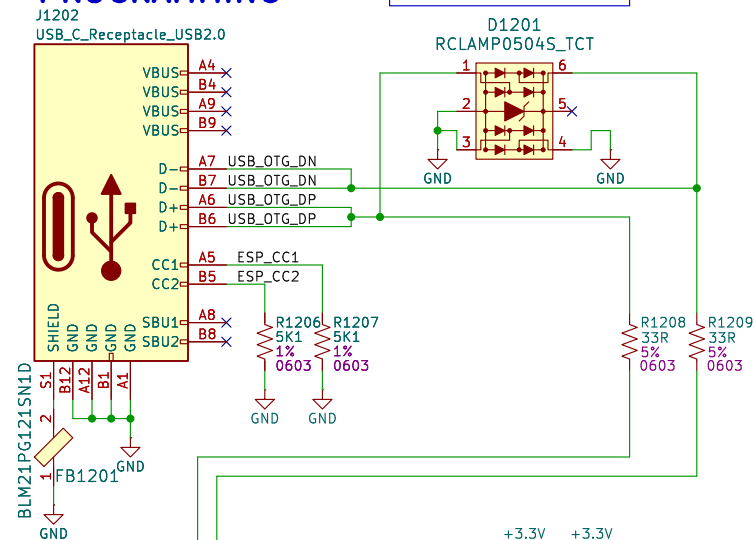 PROGRAMMING
J1202
USB_C_Receptacle_USB2.0
D1201
RCLAMP0504S_TCT
VBUS A4
VBUS B4
VBUS A9
VBUS B9
D- A7 USB_OTG_DN
D- B7 USB_OTG_DN
D+ A6 USB_OTG_DP
D+ B6 USB_OTG_DP
CC1 A5 ESP_CC1
CC2 B5 ESP_CC2
SBU1 A8
SBU2 B8
SHIELD
GND
GND
GND
GND
S1
B12
A12
B1
A1
1
2
3
6
5
4
GND
GND
R1206
5K1
1%
0603
R1207
5K1
1%
0603
R1208
33R
5%
0603
R1209
33R
5%
0603
GND
GND
GND
2
1
FB1201
BLM21PG121SN1D
GND
+3.3V
+3.3V